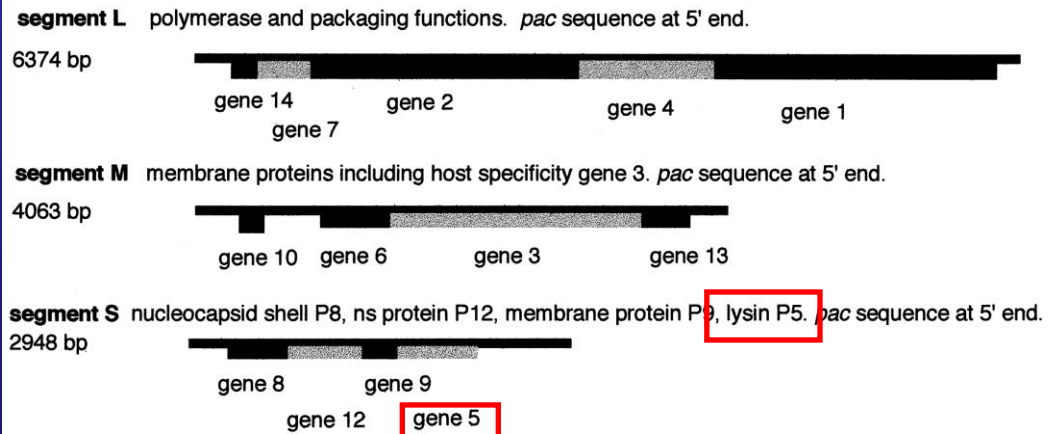 segment L polymerase and packaging functions. pac sequence at 5' end.
6374 bp
gene 14 gene 2 gene 4 gene 1
gene 7
segment M membrane proteins including host specificity gene 3. pac sequence at 5' end.
4063 bp
gene 10 gene 6 gene 3 gene 13
segment S nucleocapsid shell P8, ns protein P12, membrane protein P9, lysin P5. pac sequence at 5' end.
2948 bp
gene 8 gene 9
gene 12 gene 5